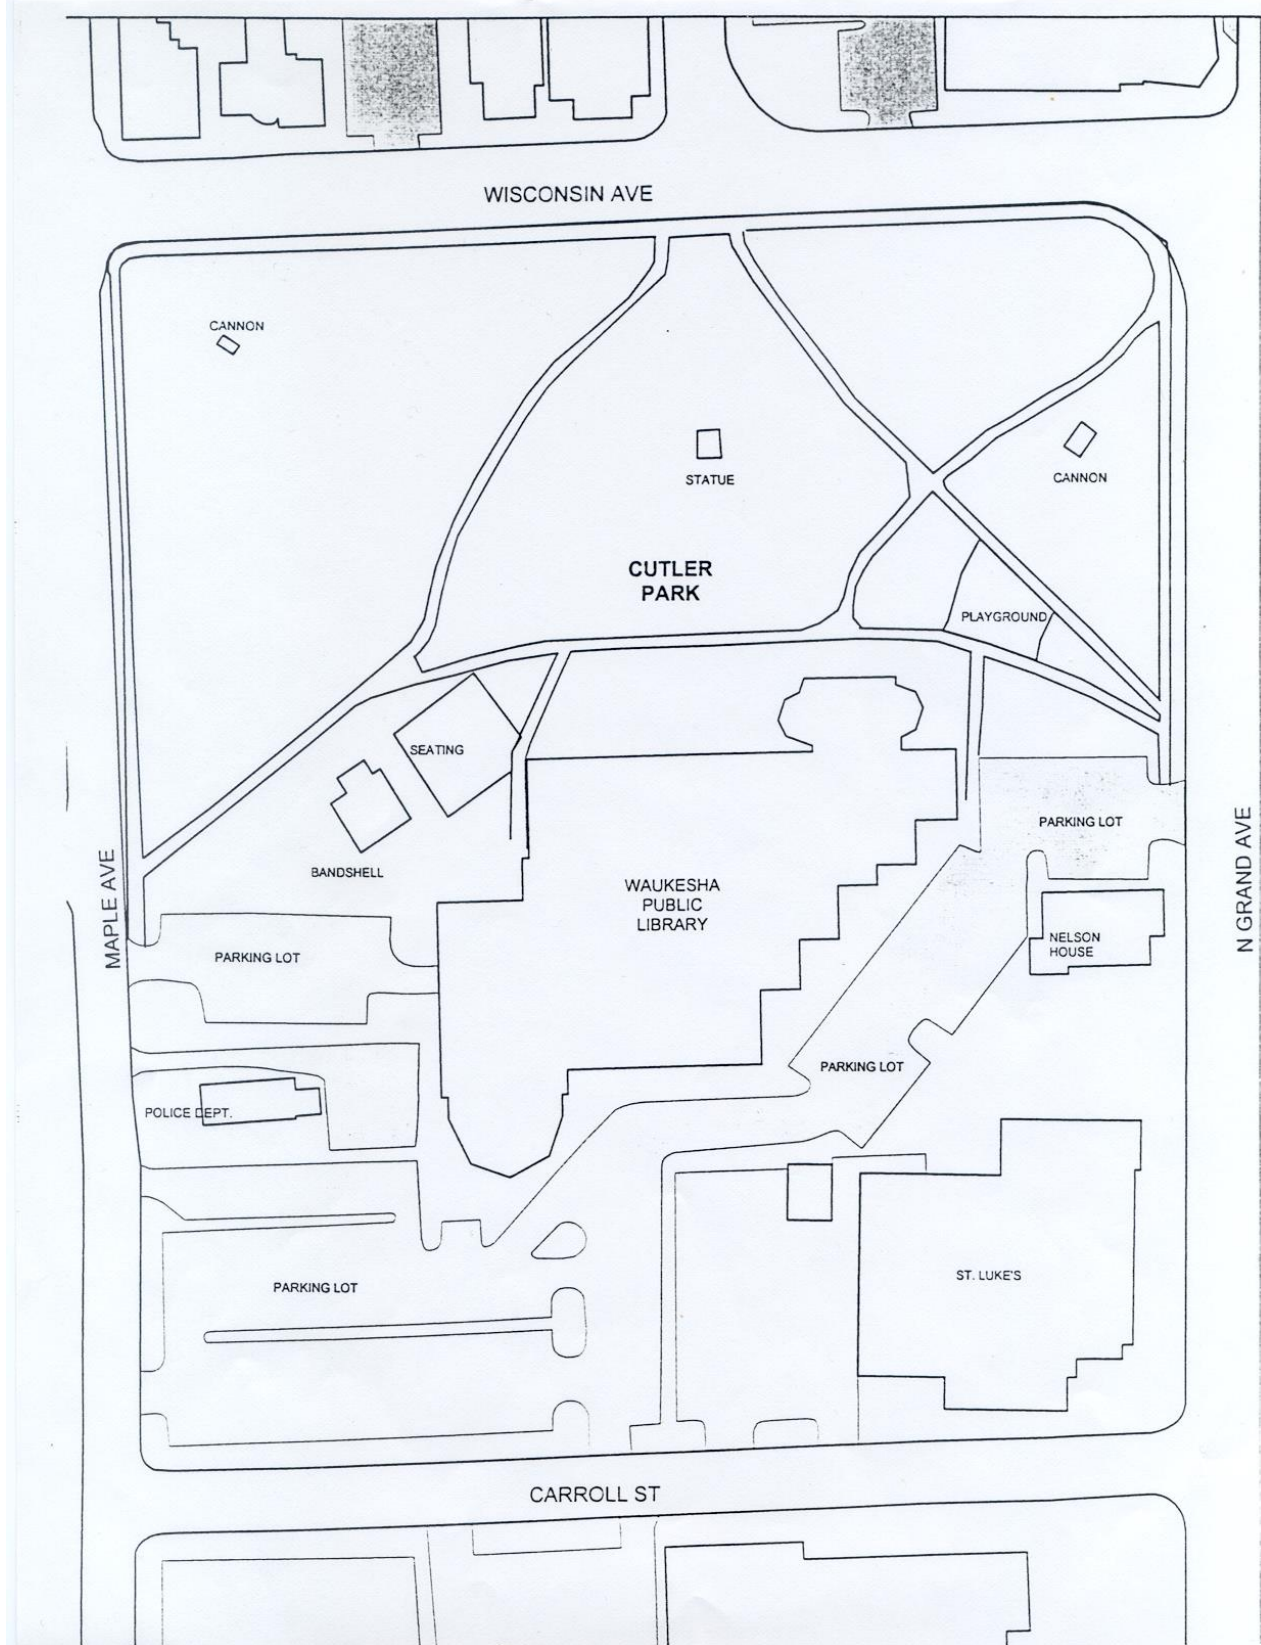 WISCONSIN AVE
CANNON
STATUE
CANNON
CUTLER
PARK
PLAYGROUND
SEATING
PARKING LOT
BANDSHELL
WAUKESHA
PUBLIC
LIBRARY
MAPLE AVE
N GRAND AVE
NELSON
HOUSE
PARKING LOT
PARKING LOT
POLICE DEPT.
ST. LUKE'S
PARKING LOT
CARROLL ST